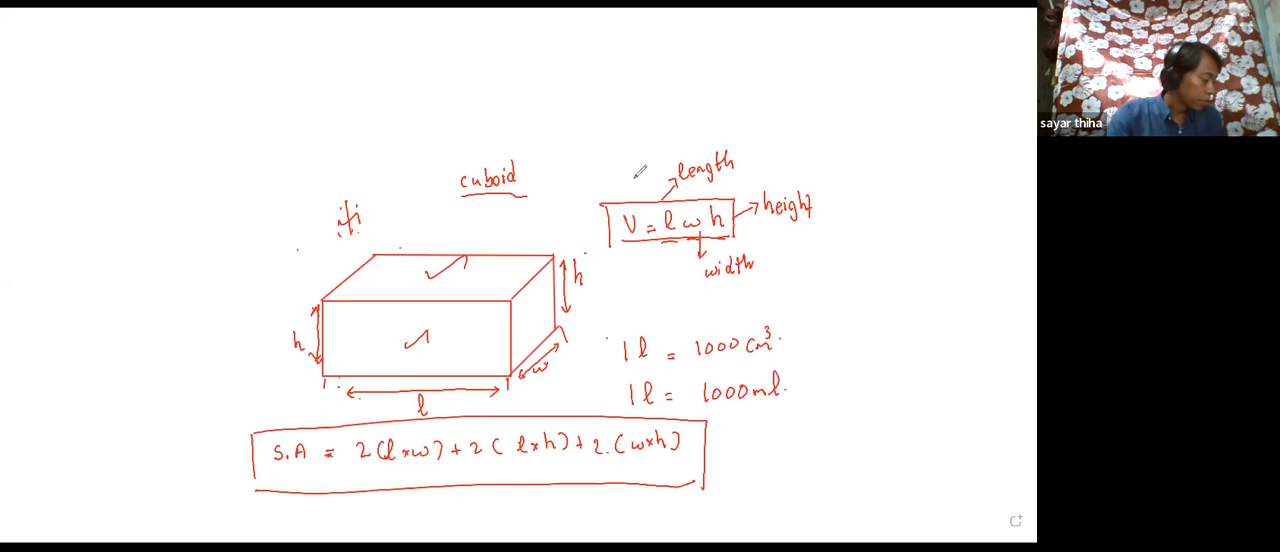 sayar thiha
cuboid
length
V = l w h
height
width
h
h
w
l
1 l = 1000 cm³.
1 l = 1000 ml.
S.A = 2(l×w) + 2(l×h) + 2.(w×h)